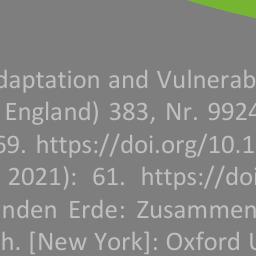 daptation and Vulnerab
England) 383, Nr. 9924
69. https://doi.org/10.1
2021): 61. https://doi
nden Erde: Zusammen
h. [New York]: Oxford U